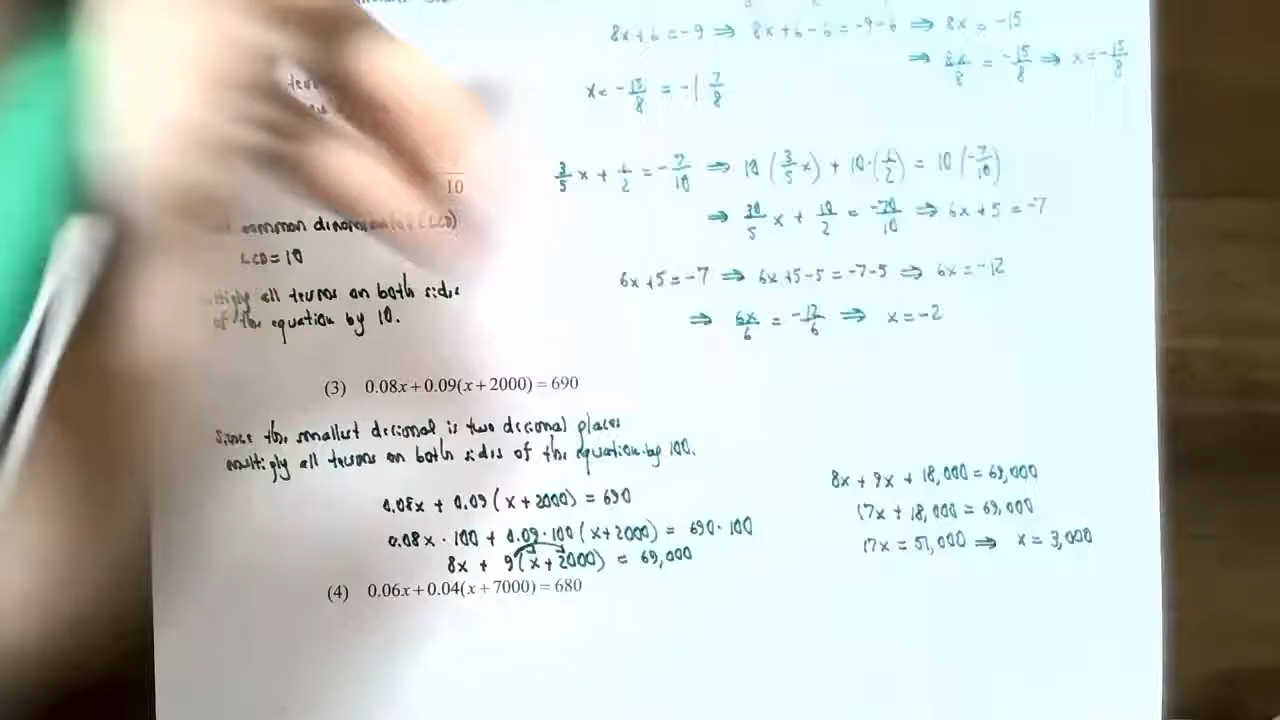 8x + 6 = -9 ⇒ 8x + 6 - 6 = -9 - 6 ⇒ 8x = -15
⇒ 8x/8 = -15/8 ⇒ x = -15/8
x = -15/8 = -1 7/8
3/5 x + 1/2 = -7/10 ⇒ 10 (3/5 x) + 10·(1/2) = 10 (-7/10)
10
⇒ 30/5 x + 10/2 = -70/10 ⇒ 6x + 5 = -7
common (LCD)
LCD = 10
6x + 5 = -7 ⇒ 6x + 5 - 5 = -7 - 5 ⇒ 6x = -12
all terms on both sides
of the equation by 10.
⇒ 6x/6 = -12/6 ⇒ x = -2
(3) 0.08x + 0.09(x + 2000) = 690
Since the smallest decimal is two decimal places
multiply all terms on both sides of the equation by 100.
0.08x + 0.09 (x + 2000) = 690
0.08x · 100 + 0.09 · 100 (x + 2000) = 690 · 100
8x + 9 (x + 2000) = 69,000
8x + 9x + 18,000 = 69,000
17x + 18,000 = 69,000
17x = 51,000 ⇒ x = 3,000
(4) 0.06x + 0.04(x + 7000) = 680